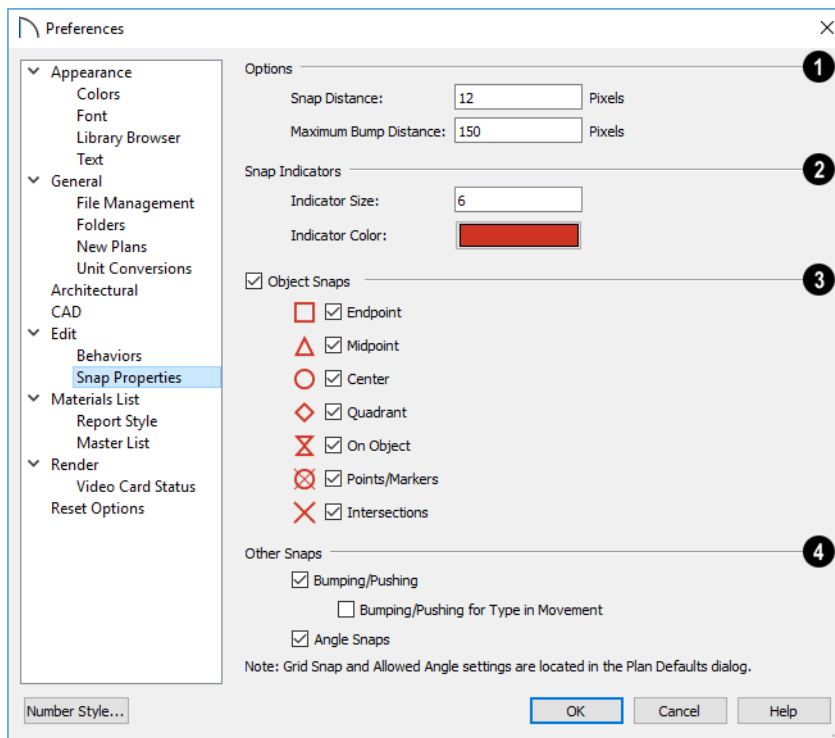 Preferences
Appearance
Colors
Font
Library Browser
Text
General
File Management
Folders
New Plans
Unit Conversions
Architectural
CAD
Edit
Behaviors
Snap Properties
Materials List
Report Style
Master List
Render
Video Card Status
Reset Options
Options
1
Snap Distance: 12 Pixels
Maximum Bump Distance: 150 Pixels
Snap Indicators
2
Indicator Size: 6
Indicator Color:
Object Snaps
3
Endpoint
Midpoint
Center
Quadrant
On Object
Points/Markers
Intersections
Other Snaps
4
Bumping/Pushing
Bumping/Pushing for Type in Movement
Angle Snaps
Note: Grid Snap and Allowed Angle settings are located in the Plan Defaults dialog.
Number Style... OK Cancel Help